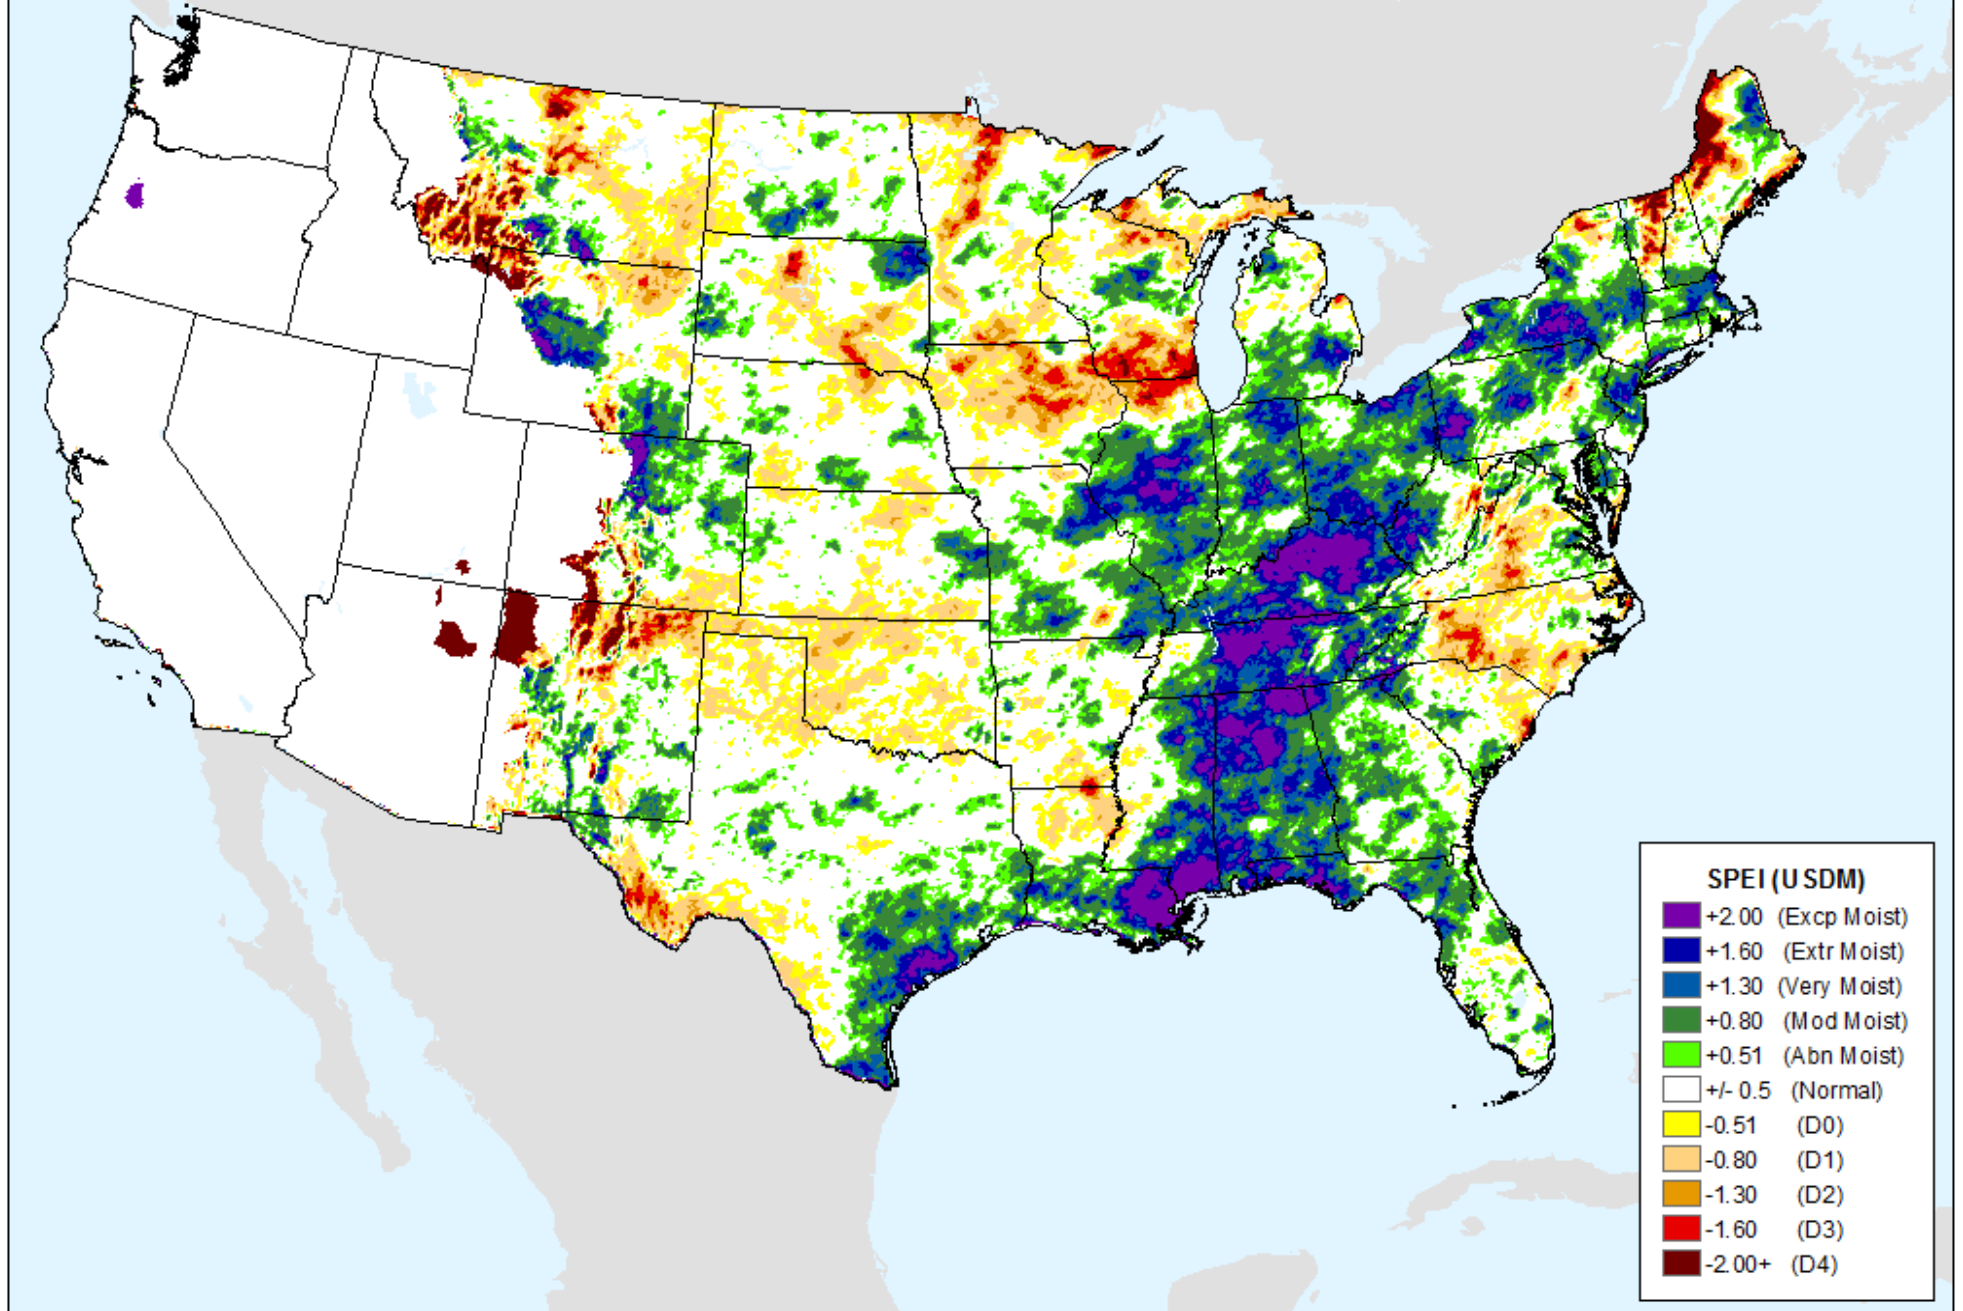 SPEI (USDM)
+2.00 (Excp Moist)
+1.60 (Extr Moist)
+1.30 (Very Moist)
+0.80 (Mod Moist)
+0.51 (Abn Moist)
+/- 0.5 (Normal)
-0.51 (D0)
-0.80 (D1)
-1.30 (D2)
-1.60 (D3)
-2.00+ (D4)